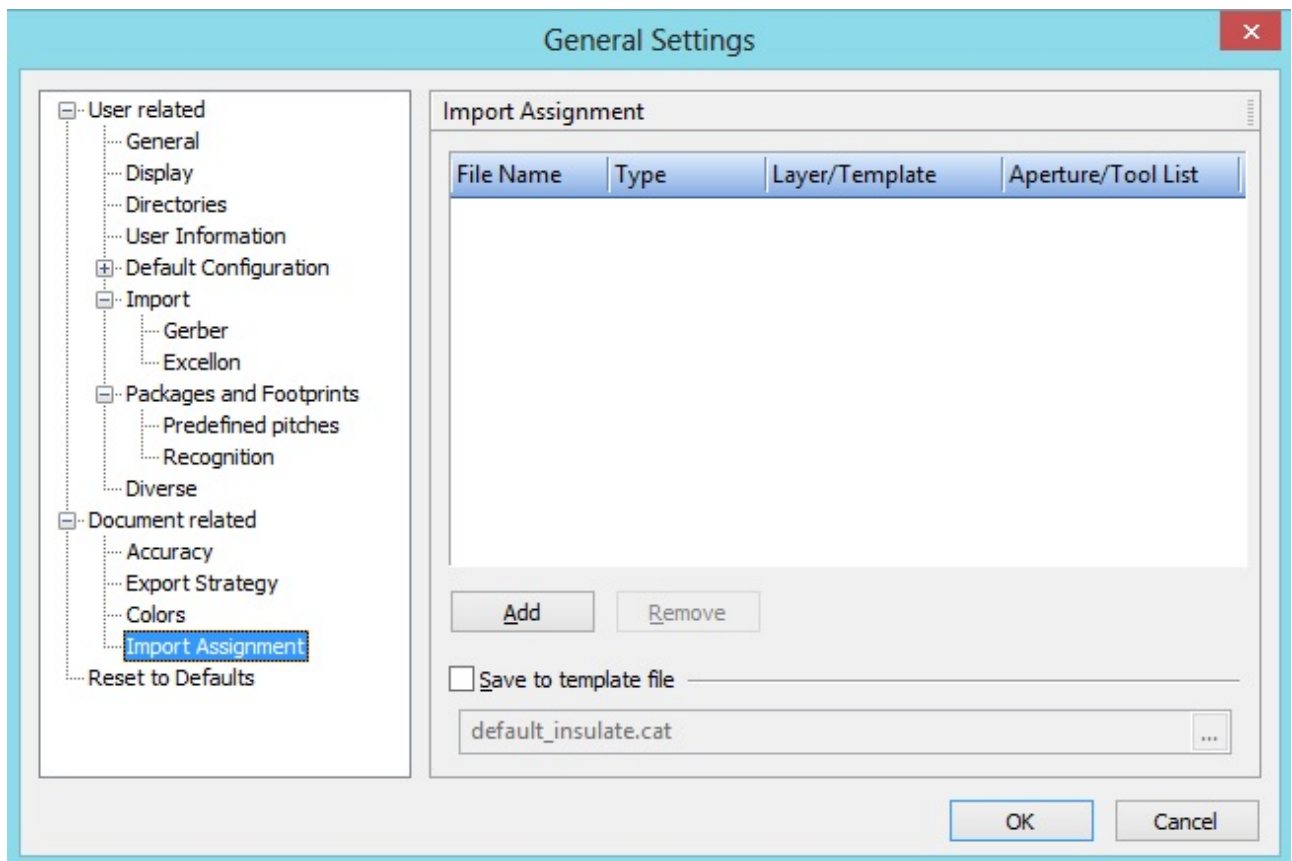 General Settings
User related
General
Display
Directories
User Information
Default Configuration
Import
Gerber
Excellon
Packages and Footprints
Predefined pitches
Recognition
Diverse
Document related
Accuracy
Export Strategy
Colors
Import Assignment
Reset to Defaults
Import Assignment
File Name Type Layer/Template Aperture/Tool List
Add Remove
Save to template file
default_insulate.cat ...
OK Cancel